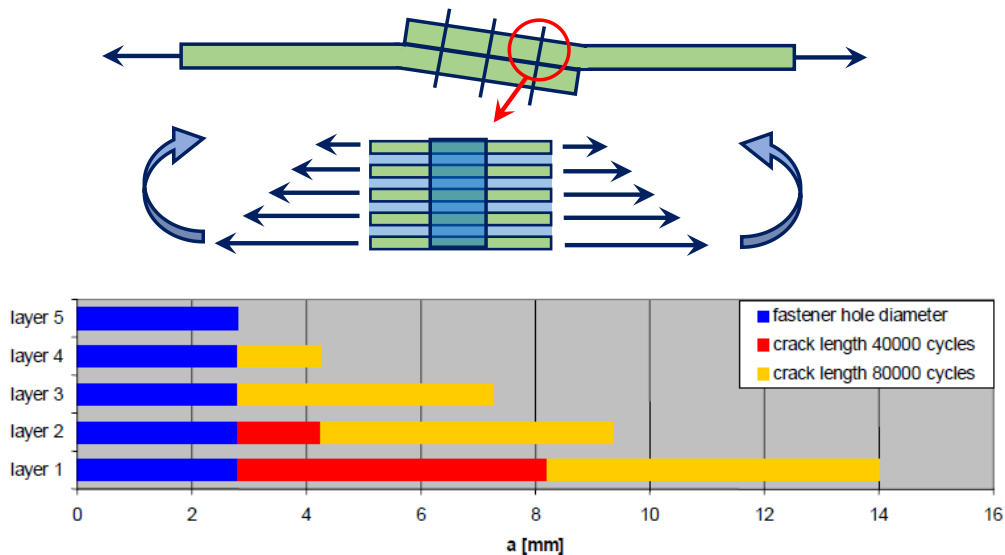 layer 5
layer 4
layer 3
layer 2
layer 1
fastener hole diameter
crack length 40000 cycles
crack length 80000 cycles
0 2 4 6 8 10 12 14 16
a [mm]